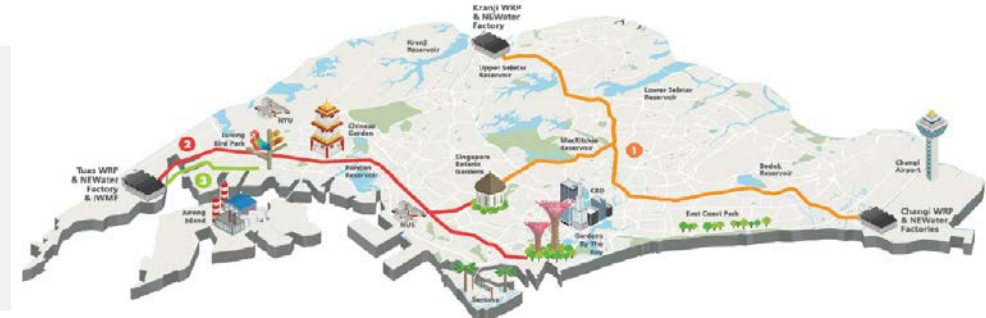 Kranji WRP
& NEWater
Factory
Kranji
Reservoir
Upper Seletar
Reservoir
Lower Seletar
Reservoir
NTU
Chinese
Garden
Jurong
Bird Park
2
3
MacRitchie
Reservoir
1
Singapore
Botanic
Gardens
Pandan
Reservoir
Tuas WRP
& NEWater
Factory
& IWMF
Jurong
Island
NUS
CBD
Gardens
By The
Bay
Bedok
Reservoir
Changi
Airport
East Coast Park
Changi WRP
& NEWater
Factories
Sentosa